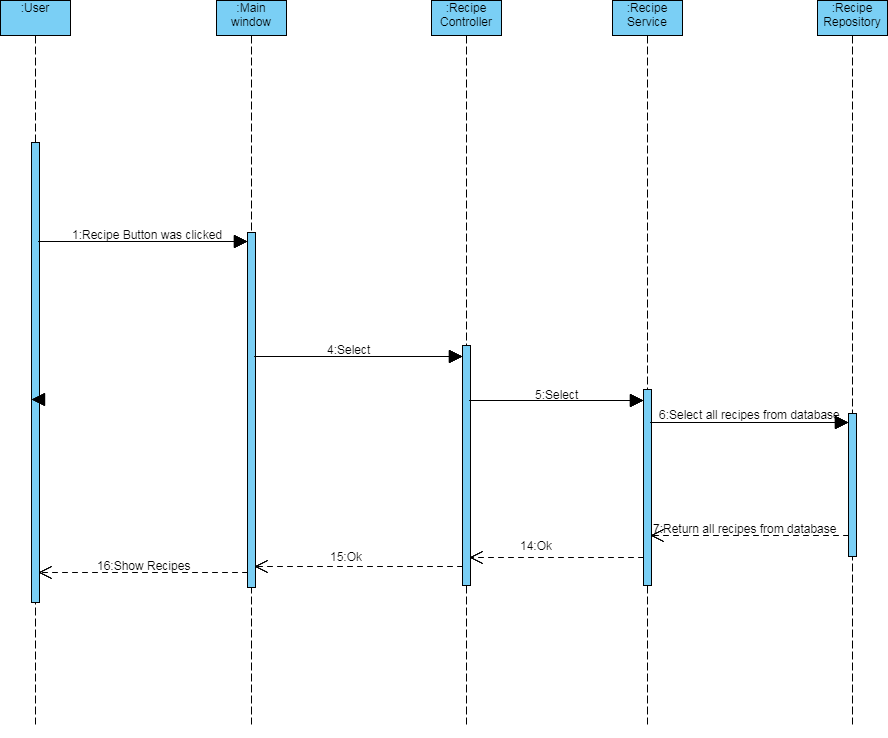 :User
:Main
window
:Recipe
Controller
:Recipe
Service
:Recipe
Repository
1:Recipe Button was clicked
4:Select
5:Select
6:Select all recipes from database
7:Return all recipes from database
14:Ok
15:Ok
16:Show Recipes